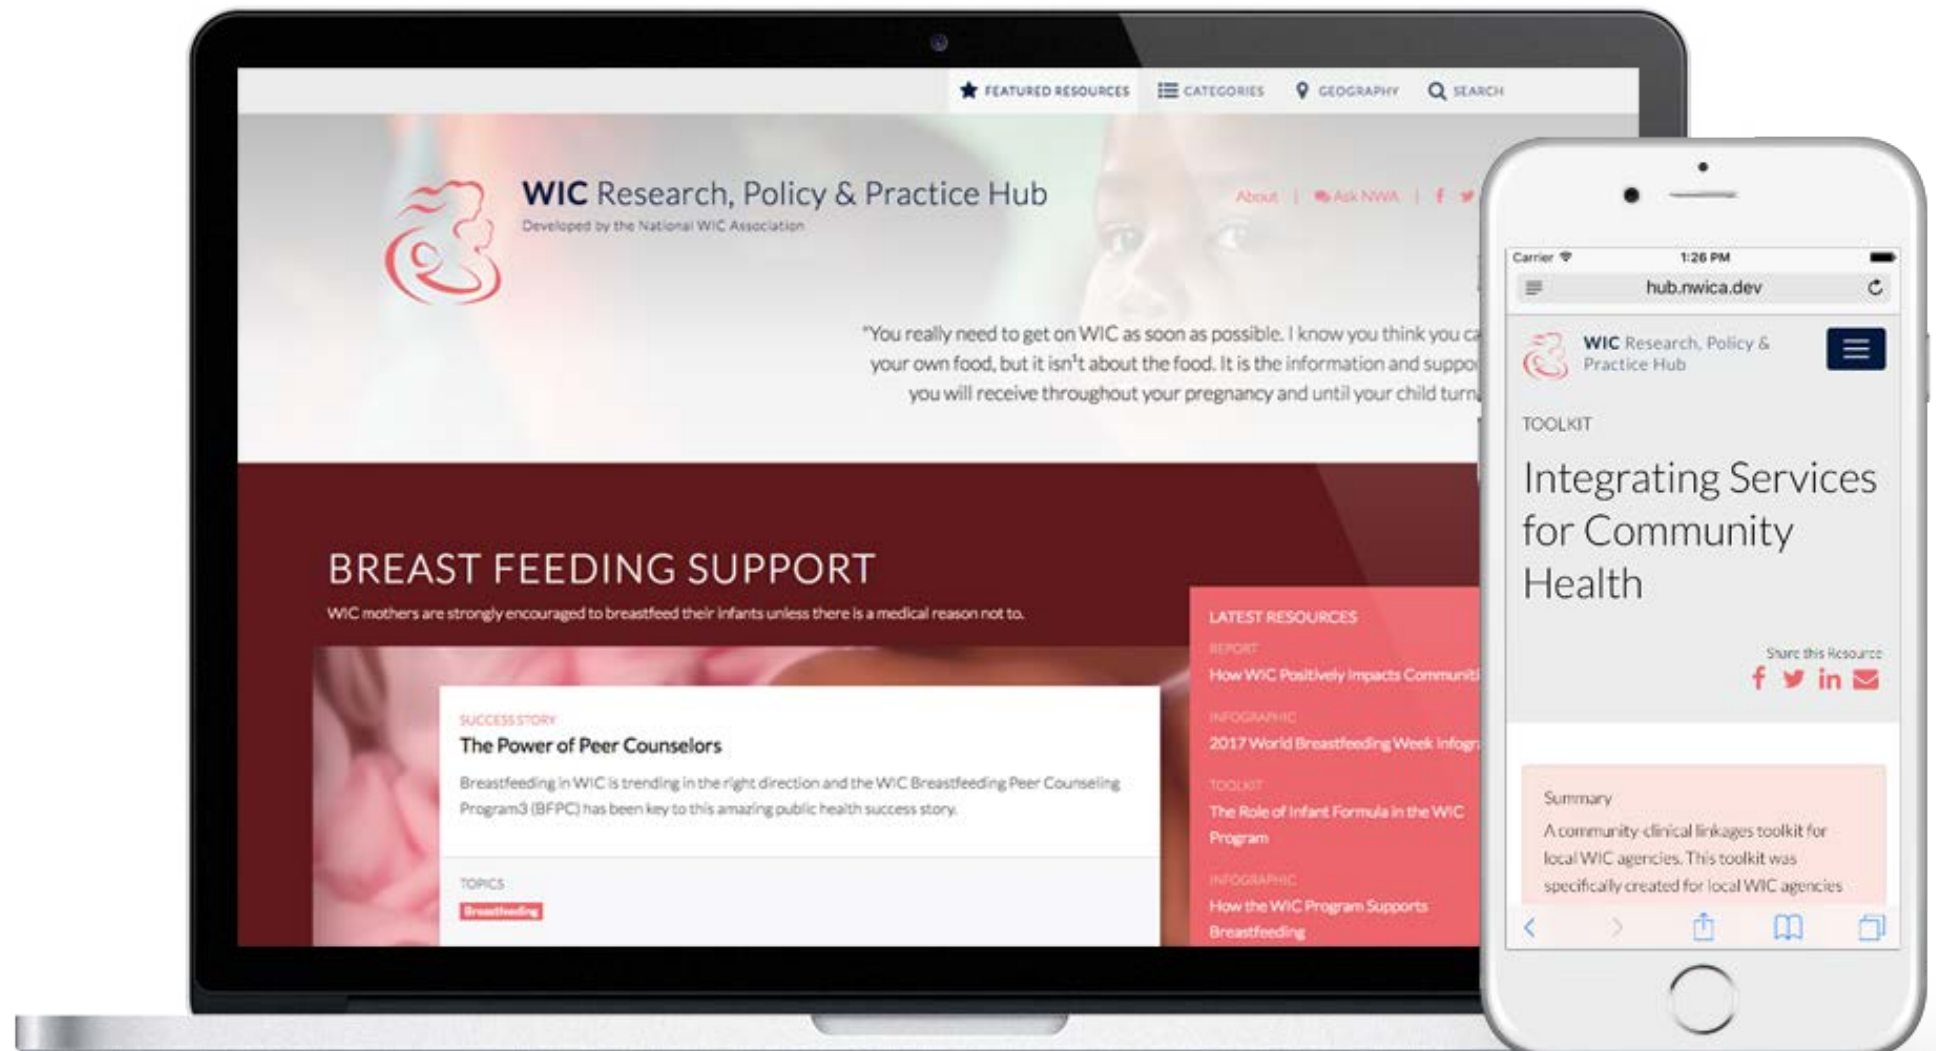 FEATURED RESOURCES
CATEGORIES
GEOGRAPHY
SEARCH
WIC Research, Policy & Practice Hub
Developed by the National WIC Association
About | Ask NWA |
"You really need to get on WIC as soon as possible. I know you think you
your own food, but it isn¹t about the food. It is the information and
you will receive throughout your pregnancy and until your child
BREAST FEEDING SUPPORT
WIC mothers are strongly encouraged to breastfeed their infants unless there is a medical reason not to.
SUCCESS STORY
The Power of Peer Counselors
Breastfeeding in WIC is trending in the right direction and the WIC Breastfeeding Peer Counseling
Program3 (BFPC) has been key to this amazing public health success story.
TOPICS
Breastfeeding
LATEST RESOURCES
REPORT
How WIC Positively Impacts
INFOGRAPHIC
2017 World Breastfeeding Week
TOOLKIT
The Role of Infant Formula in the WIC
Program
INFOGRAPHIC
How the WIC Program Supports
Breastfeeding
Carrier
1:26 PM
hub.nwica.dev
WIC Research, Policy &
Practice Hub
TOOLKIT
Integrating Services
for Community
Health
Share this Resource
Summary
A community-clinical linkages toolkit for
local WIC agencies. This toolkit was
specifically created for local WIC agencies